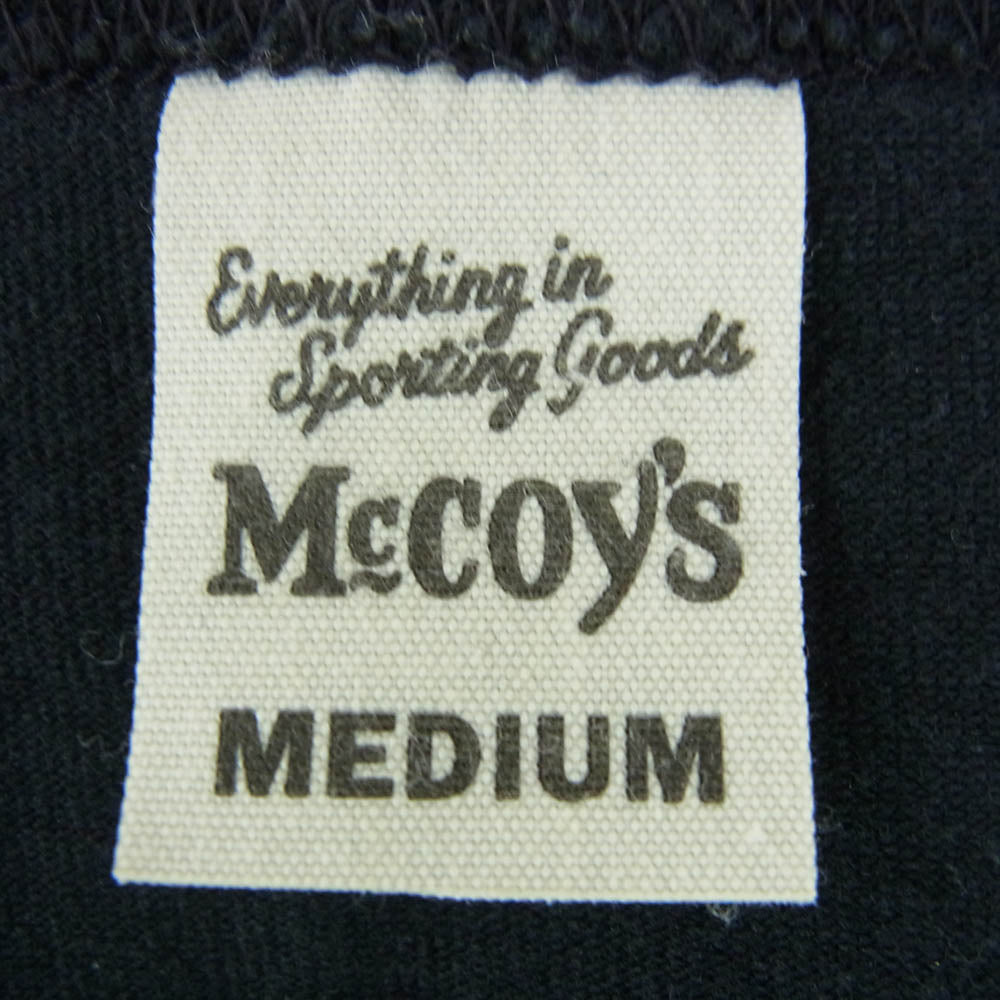 Everything in
Sporting Goods
McCOY'S
MEDIUM